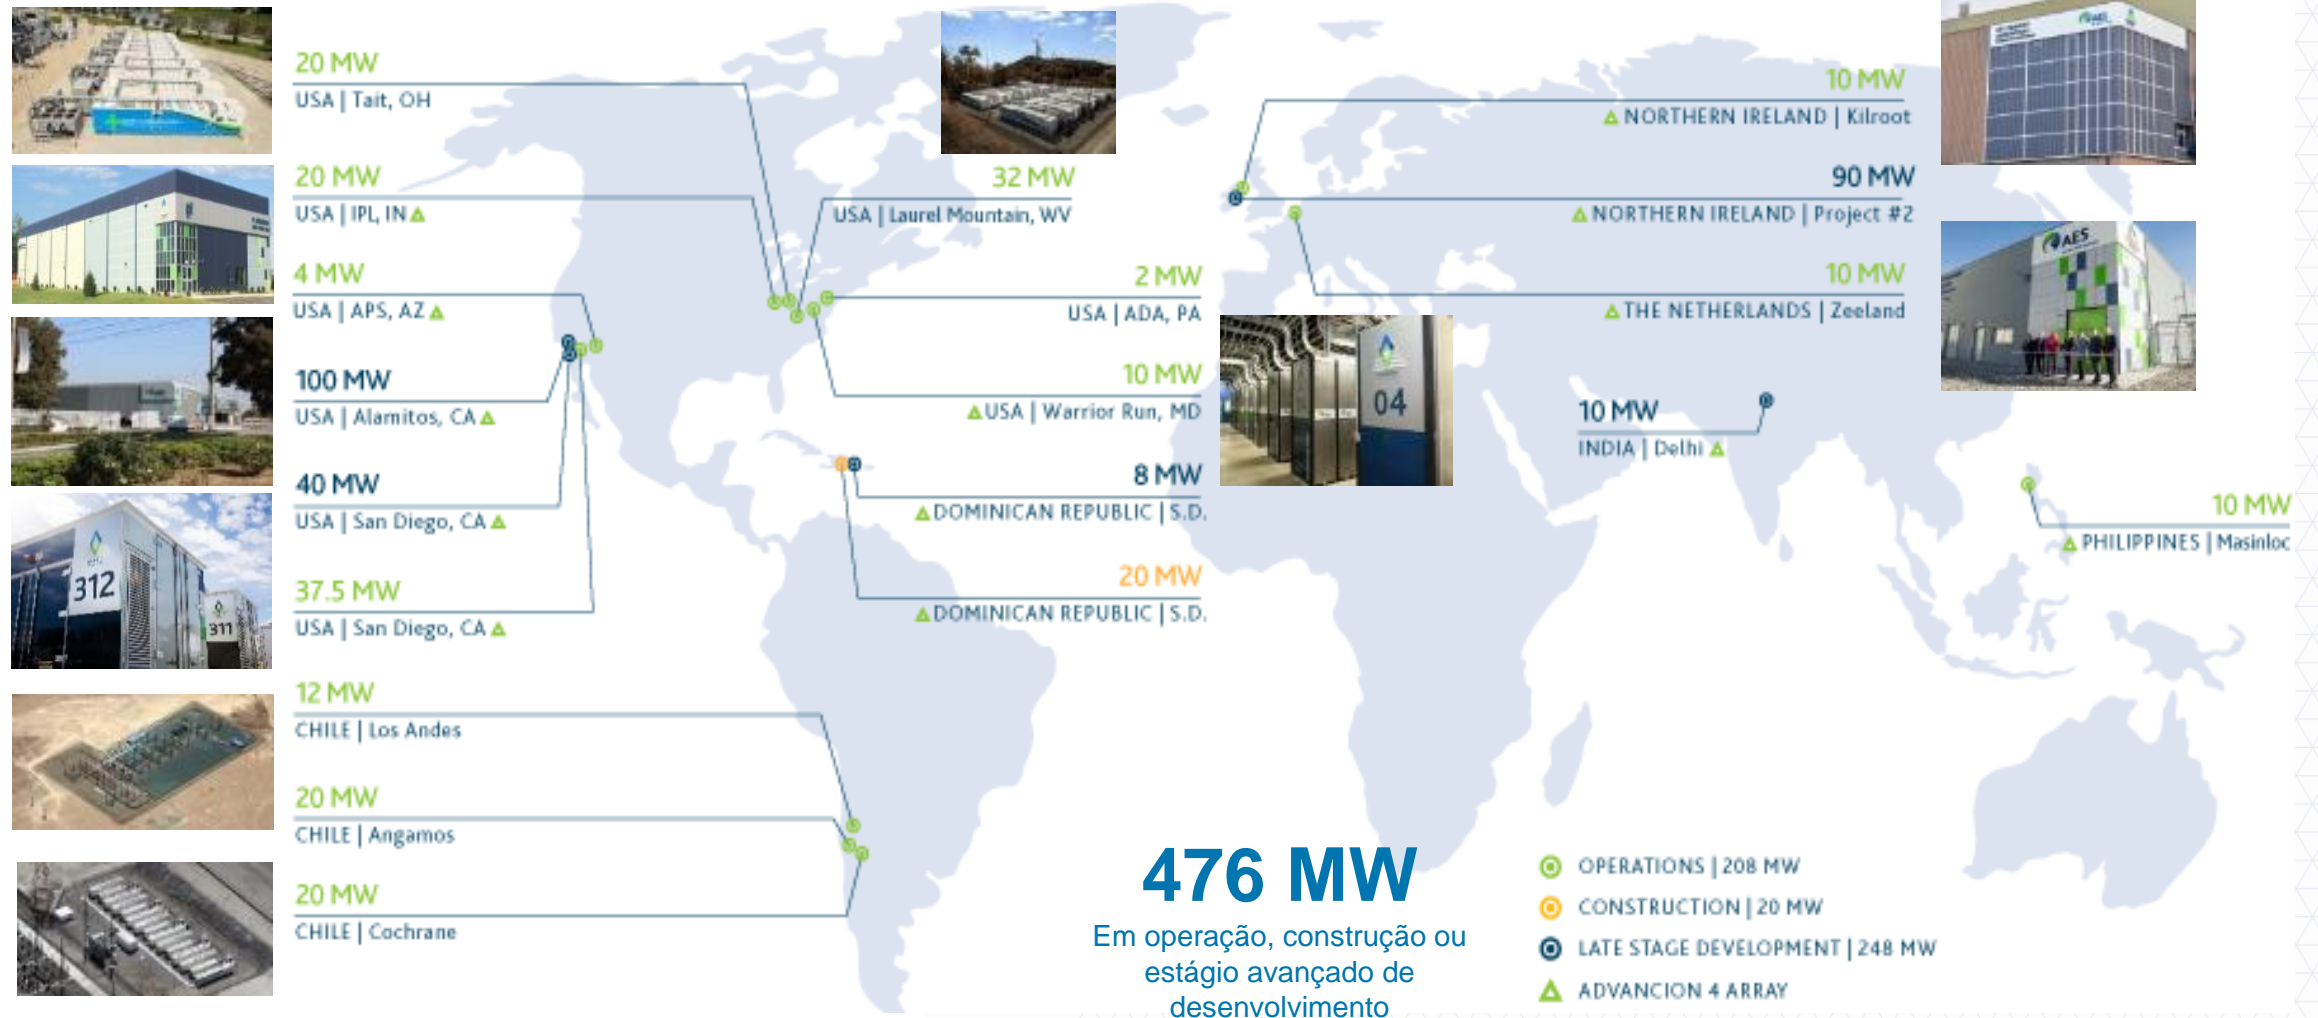 20 MW
USA | Tait, OH
20 MW
USA | IPL, IN
4 MW
USA | APS, AZ
100 MW
USA | Alamitos, CA
40 MW
USA | San Diego, CA
37.5 MW
USA | San Diego, CA
12 MW
CHILE | Los Andes
20 MW
CHILE | Angamos
20 MW
CHILE | Cochrane
32 MW
USA | Laurel Mountain, WV
2 MW
USA | ADA, PA
10 MW
USA | Warrior Run, MD
8 MW
DOMINICAN REPUBLIC | S.D.
20 MW
DOMINICAN REPUBLIC | S.D.
10 MW
NORTHERN IRELAND | Kilroot
90 MW
NORTHERN IRELAND | Project #2
10 MW
THE NETHERLANDS | Zeeland
10 MW
INDIA | Delhi
10 MW
PHILIPPINES | Masinloc
312
311
04
AES
AES
476 MW
Em operação, construção ou
estágio avançado de
desenvolvimento
OPERATIONS | 208 MW
CONSTRUCTION | 20 MW
LATE STAGE DEVELOPMENT | 248 MW
ADVANCION 4 ARRAY